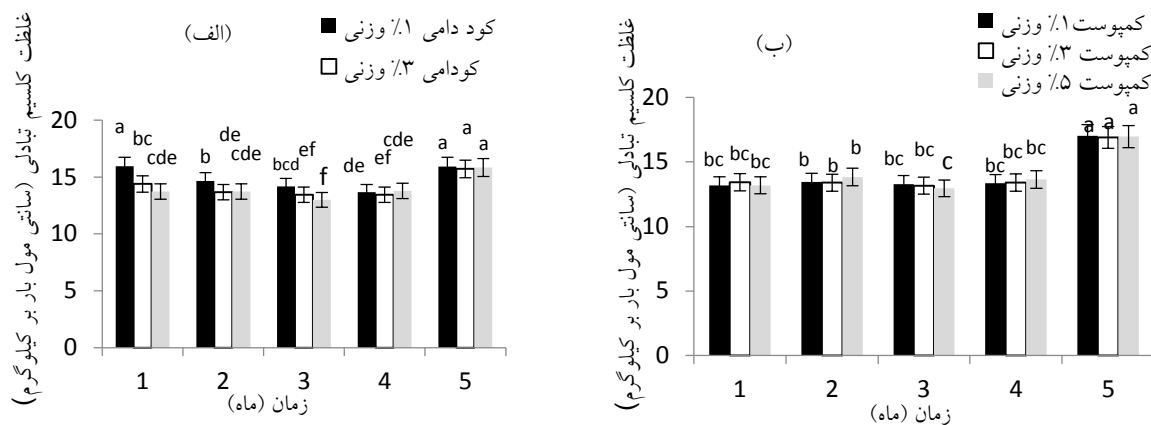 (الف)
کود دامی ۱٪ وزنی
کودامی ۳٪ وزنی
غلظت کلسیم تبادلی (سانتی مول بار بر کیلوگرم)
20
15
10
5
0
a bc cde
b de cde
bcd ef f
de ef cde
a a a
1 2 3 4 5
زمان (ماه)
(ب)
کمپوست۱٪ وزنی
کمپوست ۳٪ وزنی
کمپوست ۵٪ وزنی
غلظت کلسیم تبادلی (سانتی مول بار بر کیلوگرم)
20
15
10
5
0
bc bc bc
b b b
bc bc c
bc bc bc
a a a
1 2 3 4 5
زمان (ماه)